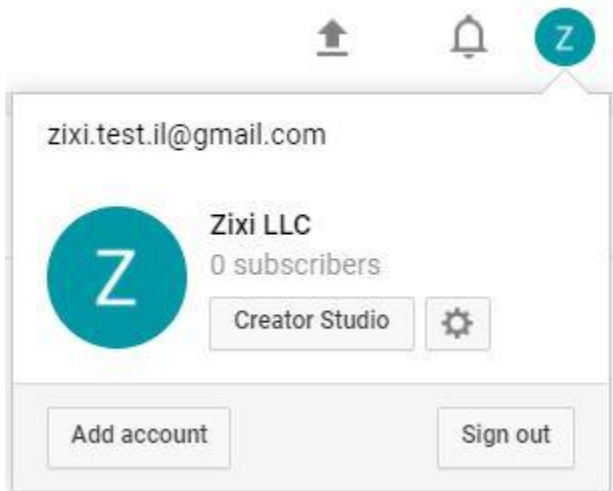 Z
zixi.test.il@gmail.com
Z
Zixi LLC
0 subscribers
Creator Studio
Add account
Sign out